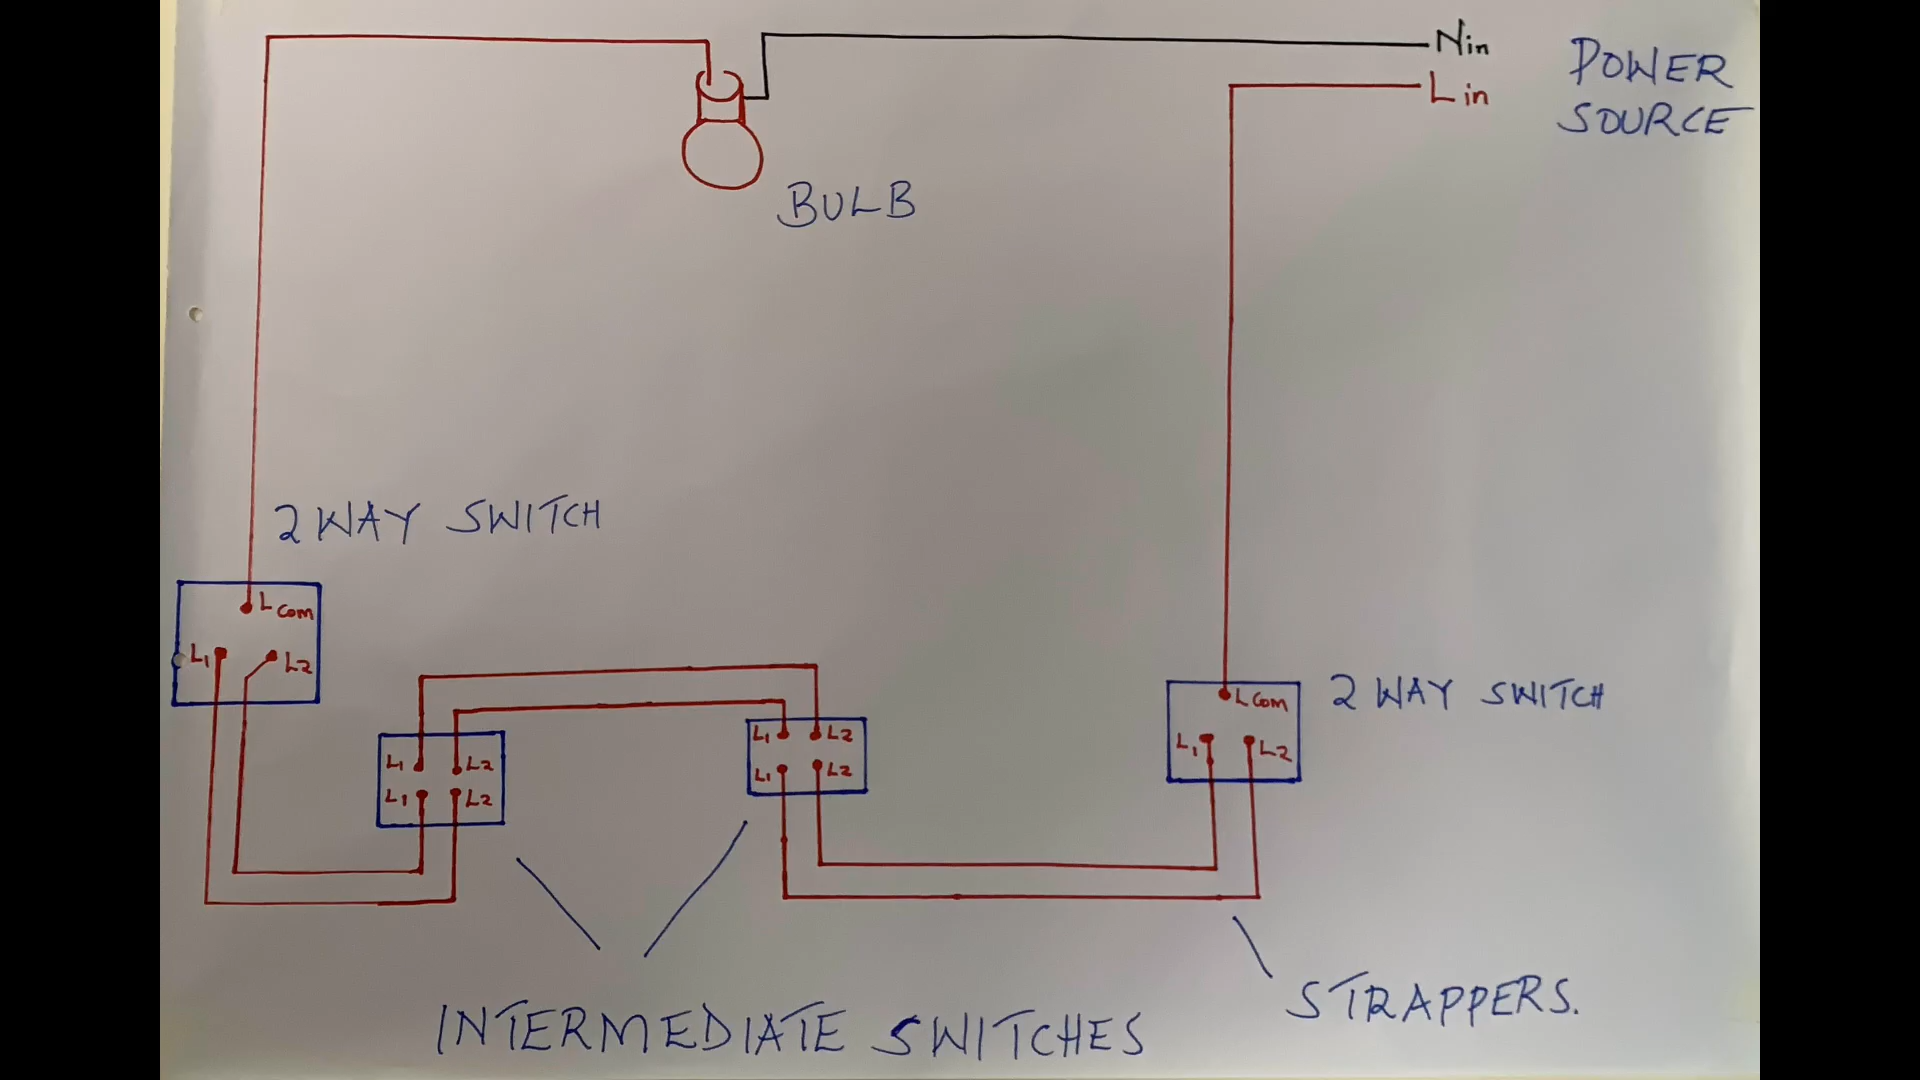 Nin
Lin
POWER
SOURCE
BULB
2 WAY SWITCH
L com
L1 L2
L1 L2
L1 L2
L1 L2
L1 L2
2 WAY SWITCH
L com
L1 L2
INTERMEDIATE SWITCHES
STRAPPERS.